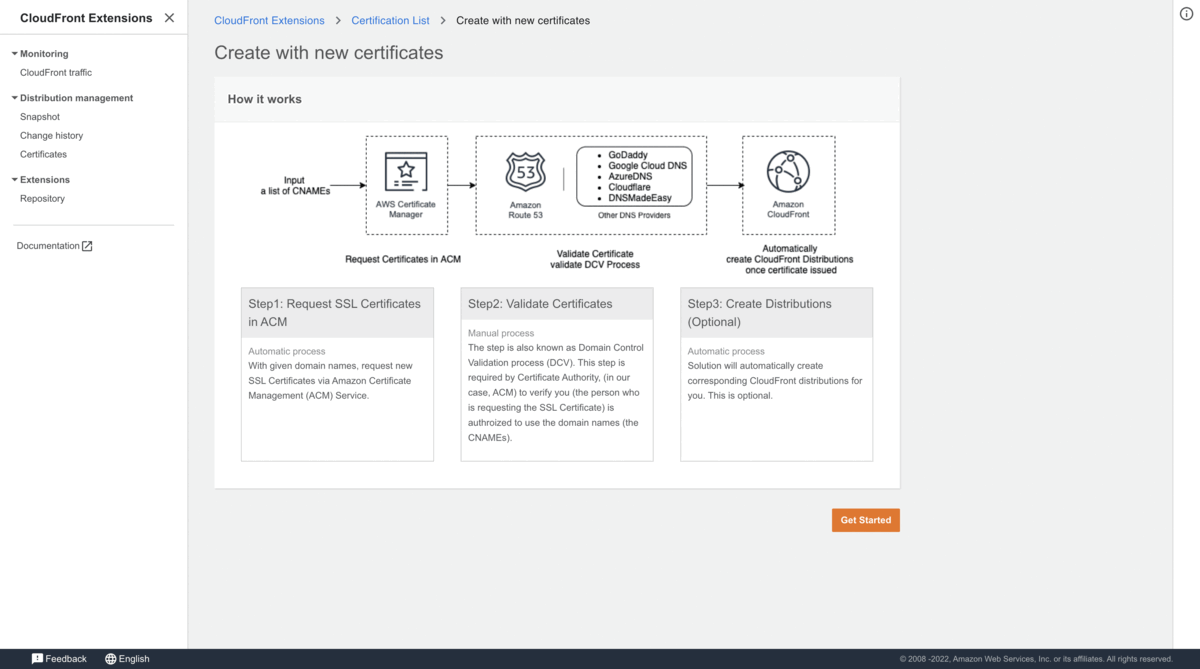 CloudFront Extensions
Monitoring
CloudFront traffic
Distribution management
Snapshot
Change history
Certificates
Extensions
Repository
Documentation
CloudFront Extensions > Certification List > Create with new certificates
Create with new certificates
How it works
Input
a list of CNAMEs
AWS Certificate
Manager
Request Certificates in ACM
53
Amazon
Route 53
• GoDaddy
• Google Cloud DNS
• AzureDNS
• Cloudflare
• DNSMadeEasy
Other DNS Providers
Validate Certificate
validate DCV Process
Amazon
CloudFront
Automatically
create CloudFront Distributions
once certificate issued
Step1: Request SSL Certificates
in ACM
Automatic process
With given domain names, request new
SSL Certificates via Amazon Certificate
Management (ACM) Service.
Step2: Validate Certificates
Manual process
The step is also known as Domain Control
Validation process (DCV). This step is
required by Certificate Authority, (in our
case, ACM) to verify you (the person who
is requesting the SSL Certificate) is
authroized to use the domain names (the
CNAMEs).
Step3: Create Distributions
(Optional)
Automatic process
Solution will automatically create
corresponding CloudFront distributions for
you. This is optional.
Get Started
Feedback
English
© 2008 -2022, Amazon Web Services, Inc. or its affiliates. All rights reserved.